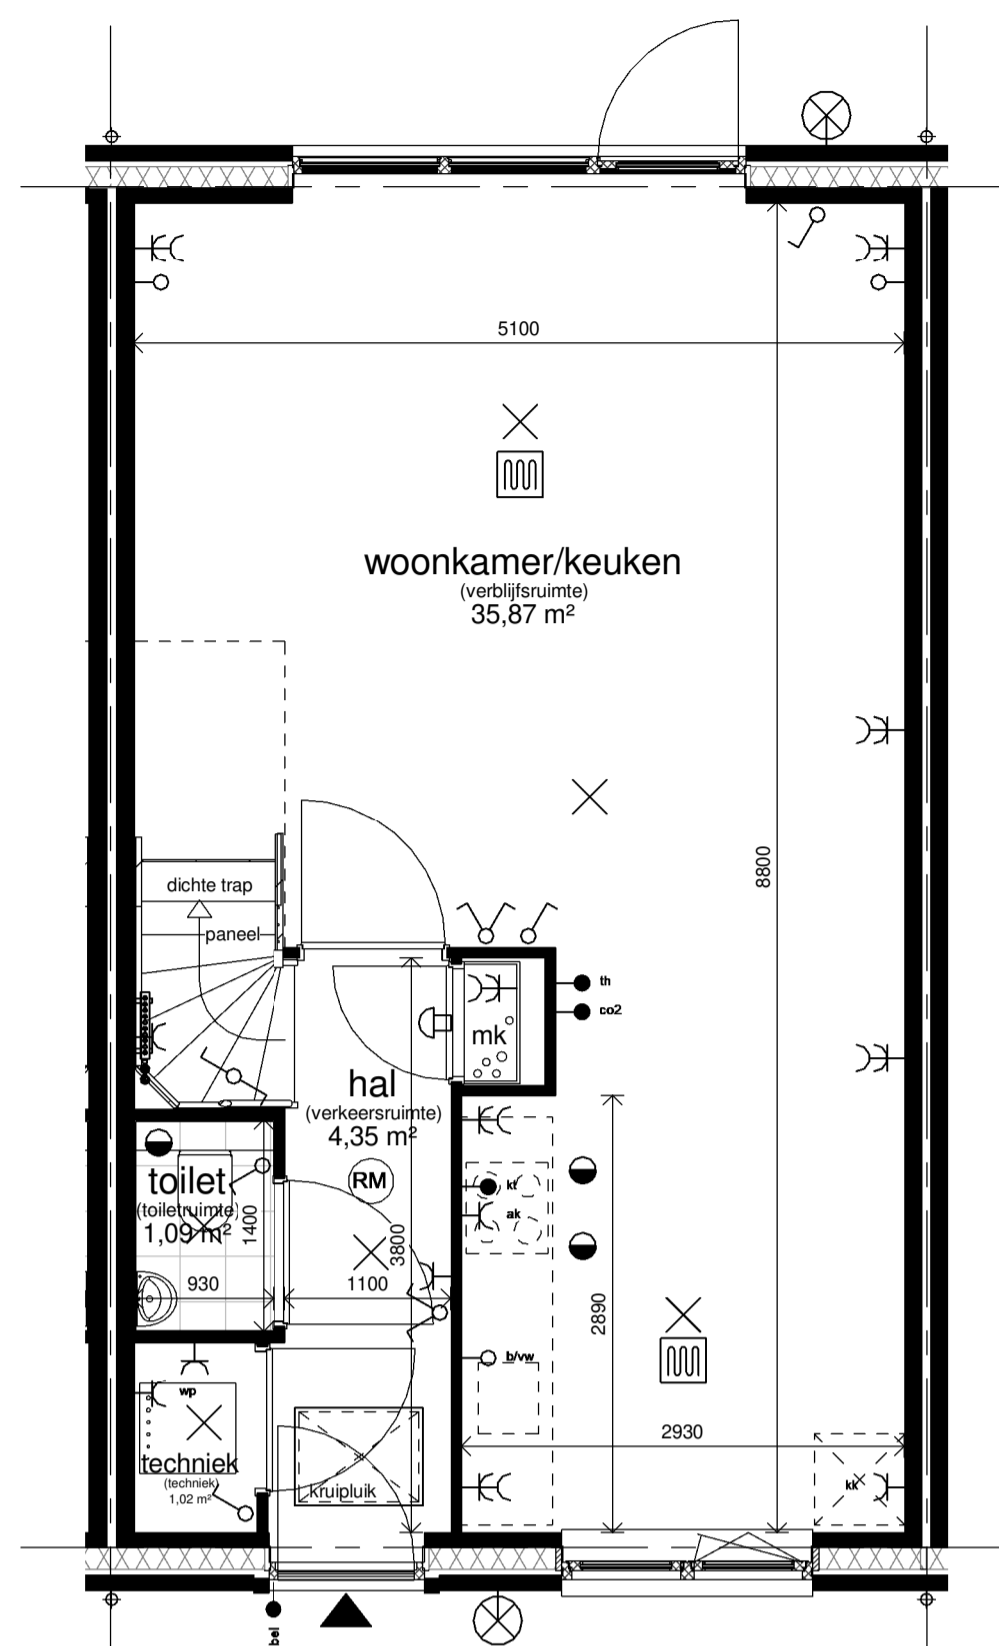 5100
woonkamer/keuken
(verblijfsruimte)
35,87 m²
8800
dichte trap
paneel
th
co2
mk
hal
(verkeersruimte)
4,35 m²
RM
toilet
(toiletruimte)
1,09 m²
1400
930
1100
3800
kt
ak
2890
b/vw
2930
wp
techniek
(techniek)
1,02 m²
kruipluik
kk
bel